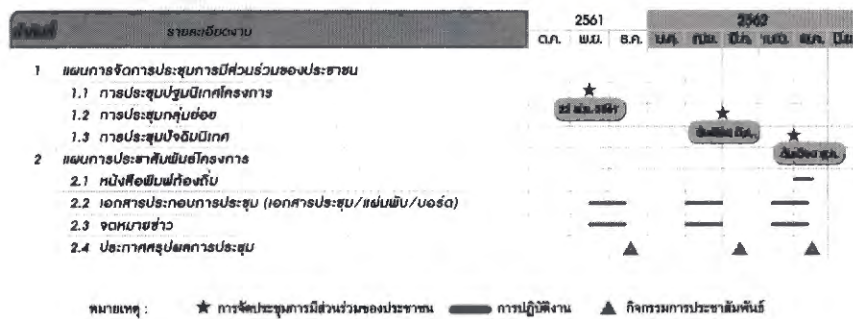 2561 2562
ลำดับที่ รายละเอียดงาน ต.ค. พ.ย. ธ.ค. ม.ค. ก.พ. มี.ค. เม.ย. พ.ค. มิ.ย.
1 แผนการจัดการประชุมการมีส่วนร่วมของประชาชน
1.1 การประชุมปฐมนิเทศโครงการ
22 พ.ย. 2561
1.2 การประชุมกลุ่มย่อย
1.3 การประชุมปัจฉิมนิเทศ
2 แผนการประชาสัมพันธ์โครงการ
2.1 หนังสือพิมพ์ท้องถิ่น
2.2 เอกสารประกอบการประชุม (เอกสารประชุม/แผ่นพับ/บอร์ด)
2.3 จดหมายข่าว
2.4 ประกาศสรุปผลการประชุม
หมายเหตุ : ★ การจัดประชุมการมีส่วนร่วมของประชาชน การปฏิบัติงาน ▲ กิจกรรมการประชาสัมพันธ์